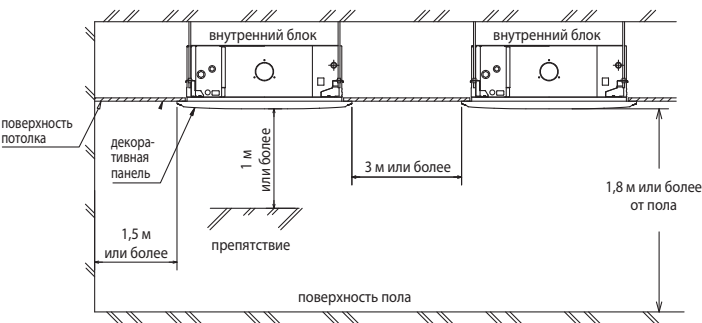 внутренний блок
внутренний блок
поверхность
потолка
декора-
тивная
панель
1 м
или более
3 м или более
1,8 м или более
от пола
1,5 м
или более
препятствие
поверхность пола